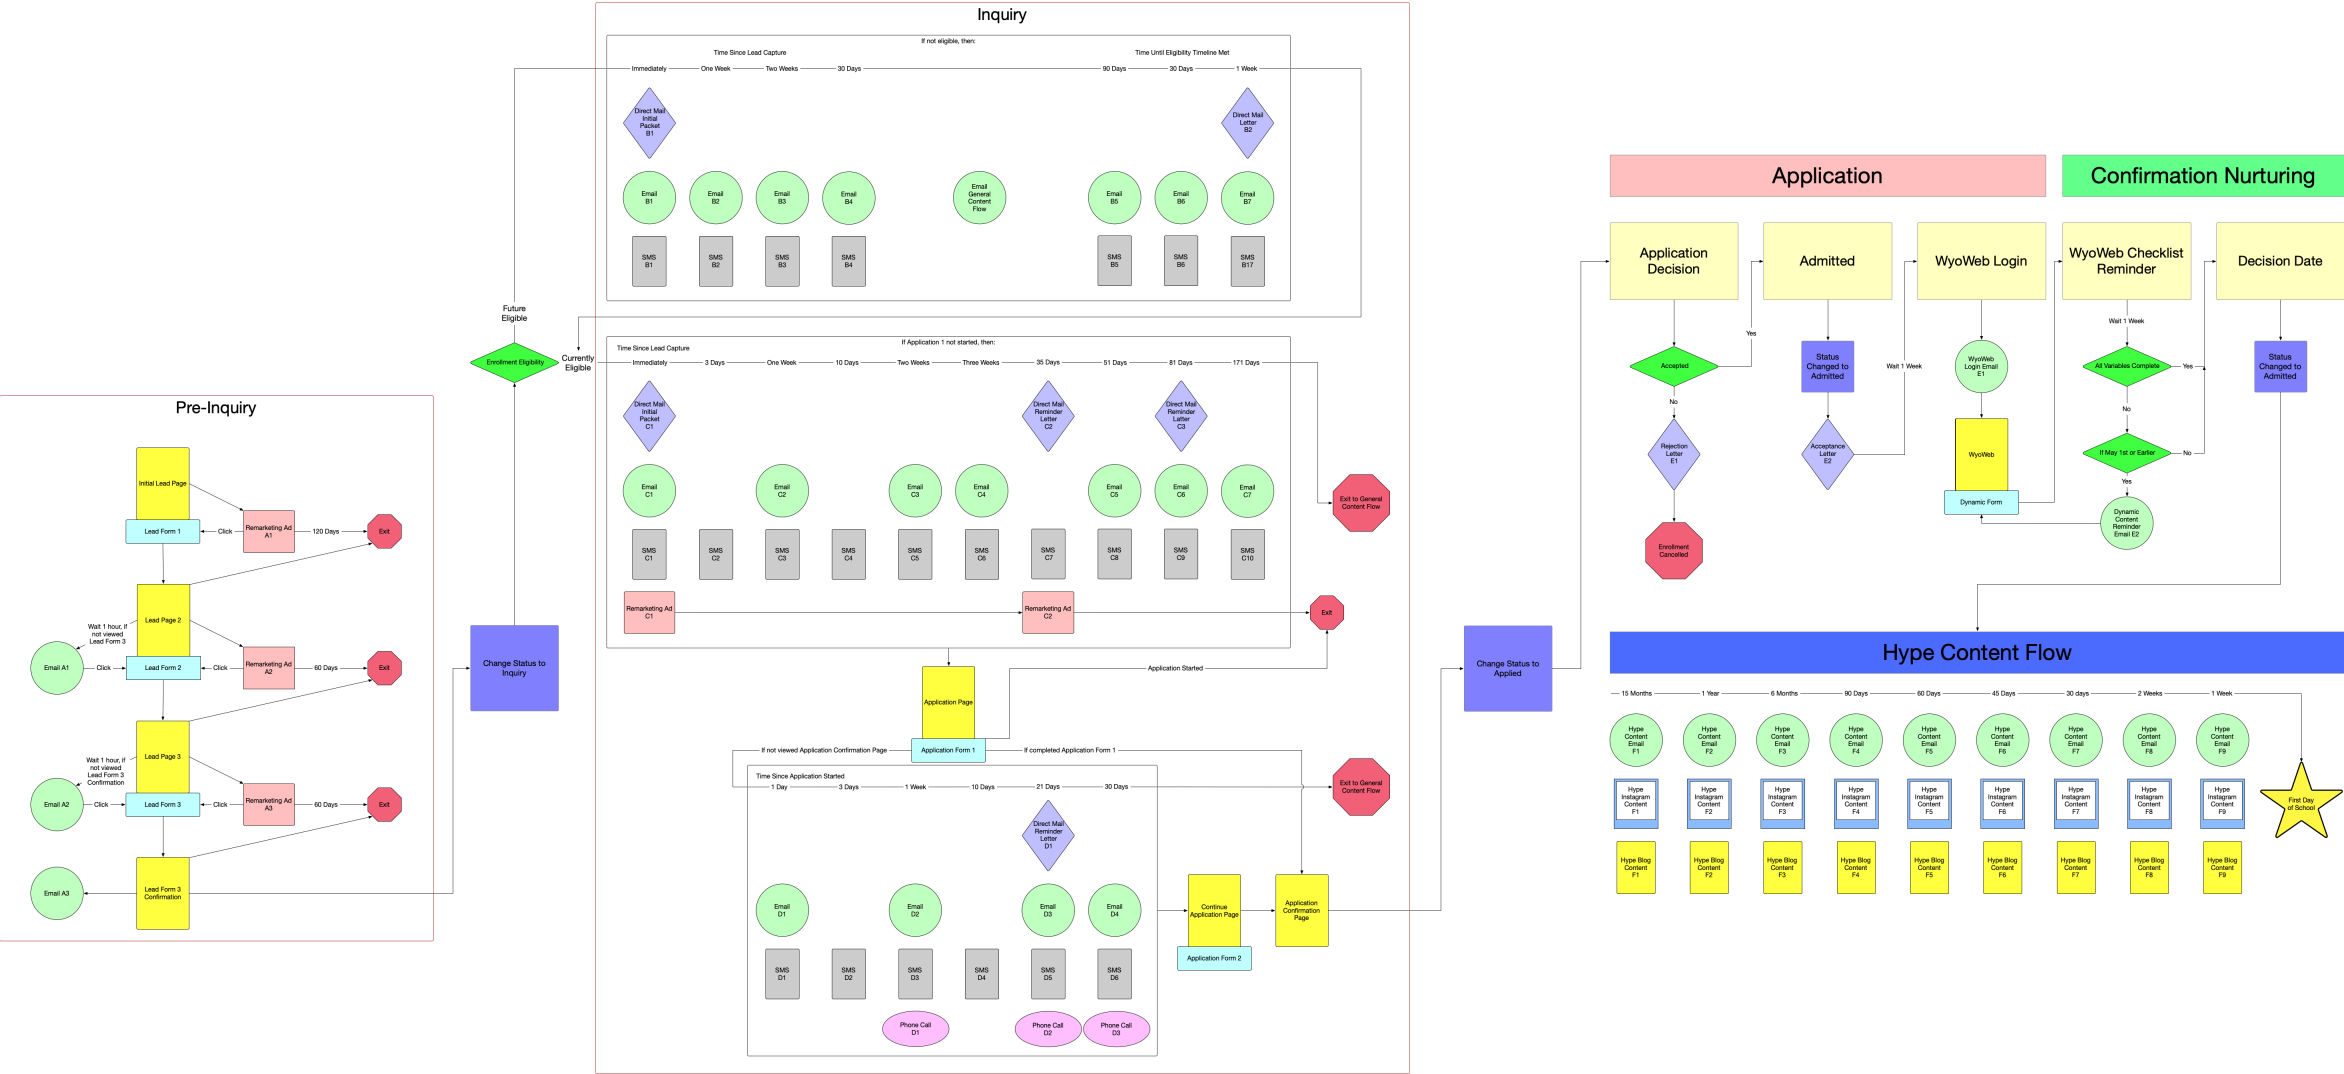 Pre-Inquiry
Initial Lead Page
Lead Form 1
Click
Remarketing Ad
A1
120 Days
Exit
Lead Page 2
Wait 1 hour, if
not viewed
Lead Form 3
Email A1
Click
Lead Form 2
Click
Remarketing Ad
A2
60 Days
Exit
Lead Page 3
Wait 1 hour, if
not viewed
Lead Form 3
Confirmation
Email A2
Click
Lead Form 3
Click
Remarketing Ad
A3
60 Days
Exit
Email A3
Lead Form 3
Confirmation
Change Status to
Inquiry
Enrollment Eligibility
Future
Eligible
Currently
Eligible
Inquiry
If not eligible, then:
Time Since Lead Capture
Time Until Eligibility Timeline Met
Immediately
One Week
Two Weeks
30 Days
90 Days
30 Days
1 Week
Direct Mail
Initial
Packet
B1
Direct Mail
Letter
B2
Email
B1
Email
B2
Email
B3
Email
B4
Email
General
Content
Flow
Email
B5
Email
B6
Email
B7
SMS
B1
SMS
B2
SMS
B3
SMS
B4
SMS
B5
SMS
B6
SMS
B17
If Application 1 not started, then:
Time Since Lead Capture
Immediately
3 Days
One Week
10 Days
Two Weeks
Three Weeks
35 Days
51 Days
81 Days
171 Days
Direct Mail
Initial
Packet
C1
Direct Mail
Reminder
Letter
C2
Direct Mail
Reminder
Latter
C3
Email
C1
Email
C2
Email
C3
Email
C4
Email
C5
Email
C6
Email
C7
Exit to General
Content Flow
SMS
C1
SMS
C2
SMS
C3
SMS
C4
SMS
C5
SMS
C6
SMS
C7
SMS
C8
SMS
C9
SMS
C10
Remarketing Ad
C1
Remarketing Ad
C2
Exit
Application Started
Application Page
Application Form 1
If not viewed Application Confirmation Page
If completed Application Form 1
Time Since Application Started
1 Day
3 Days
1 Week
10 Days
21 Days
30 Days
Exit to General
Content Flow
Direct Mail
Reminder
Letter
D1
Email
D1
Email
D2
Email
D3
Email
D4
SMS
D1
SMS
D2
SMS
D3
SMS
D4
SMS
D5
SMS
D6
Phone Call
D1
Phone Call
D2
Phone Call
D3
Continue
Application Page
Application Form 2
Application
Confirmation
Page
Change Status to
Applied
Application
Confirmation Nurturing
Application
Decision
Admitted
WyoWeb Login
WyoWeb Checklist
Reminder
Decision Date
Accepted
Yes
No
Rejection
Letter
E1
Enrollment
Cancelled
Status
Changed to
Admitted
Acceptance
Letter
E2
Wait 1 Week
WyoWeb
Login Email
E1
WyoWeb
Dynamic Form
Wait 1 Week
All Variables Complete
Yes
No
If May 1st or Earlier
No
Yes
Dynamic
Content
Reminder
Email E2
Status
Changed to
Admitted
Hype Content Flow
15 Months
1 Year
6 Months
90 Days
60 Days
45 Days
30 days
2 Weeks
1 Week
Hype
Content
Email
F1
Hype
Content
Email
F2
Hype
Content
Email
F3
Hype
Content
Email
F4
Hype
Content
Email
F5
Hype
Content
Email
F6
Hype
Content
Email
F7
Hype
Content
Email
F8
Hype
Content
Email
F9
Hype
Instagram
Content
F1
Hype
Instagram
Content
F2
Hype
Instagram
Content
F3
Hype
Instagram
Content
F4
Hype
Instagram
Content
F5
Hype
Instagram
Content
F6
Hype
Instagram
Content
F7
Hype
Instagram
Content
F8
Hype
Instagram
Content
F9
First Day
of School
Hype Blog
Content
F1
Hype Blog
Content
F2
Hype Blog
Content
F3
Hype Blog
Content
F4
Hype Blog
Content
F5
Hype Blog
Content
F6
Hype Blog
Content
F7
Hype Blog
Content
F8
Hype Blog
Content
F9